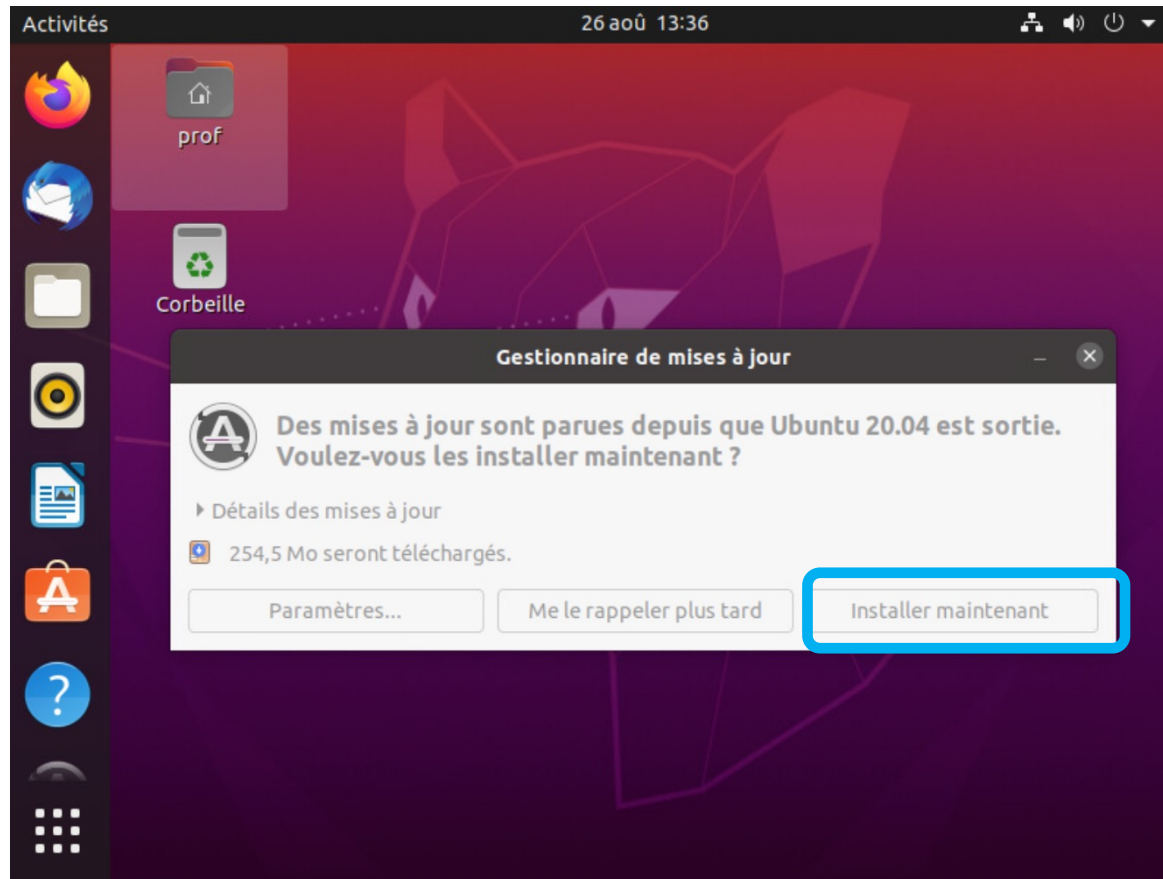 Activités
26 aoû 13:36
prof
Corbeille
Gestionnaire de mises à jour
Des mises à jour sont parues depuis que Ubuntu 20.04 est sortie.
Voulez-vous les installer maintenant ?
Détails des mises à jour
254,5 Mo seront téléchargés.
Paramètres...
Me le rappeler plus tard
Installer maintenant